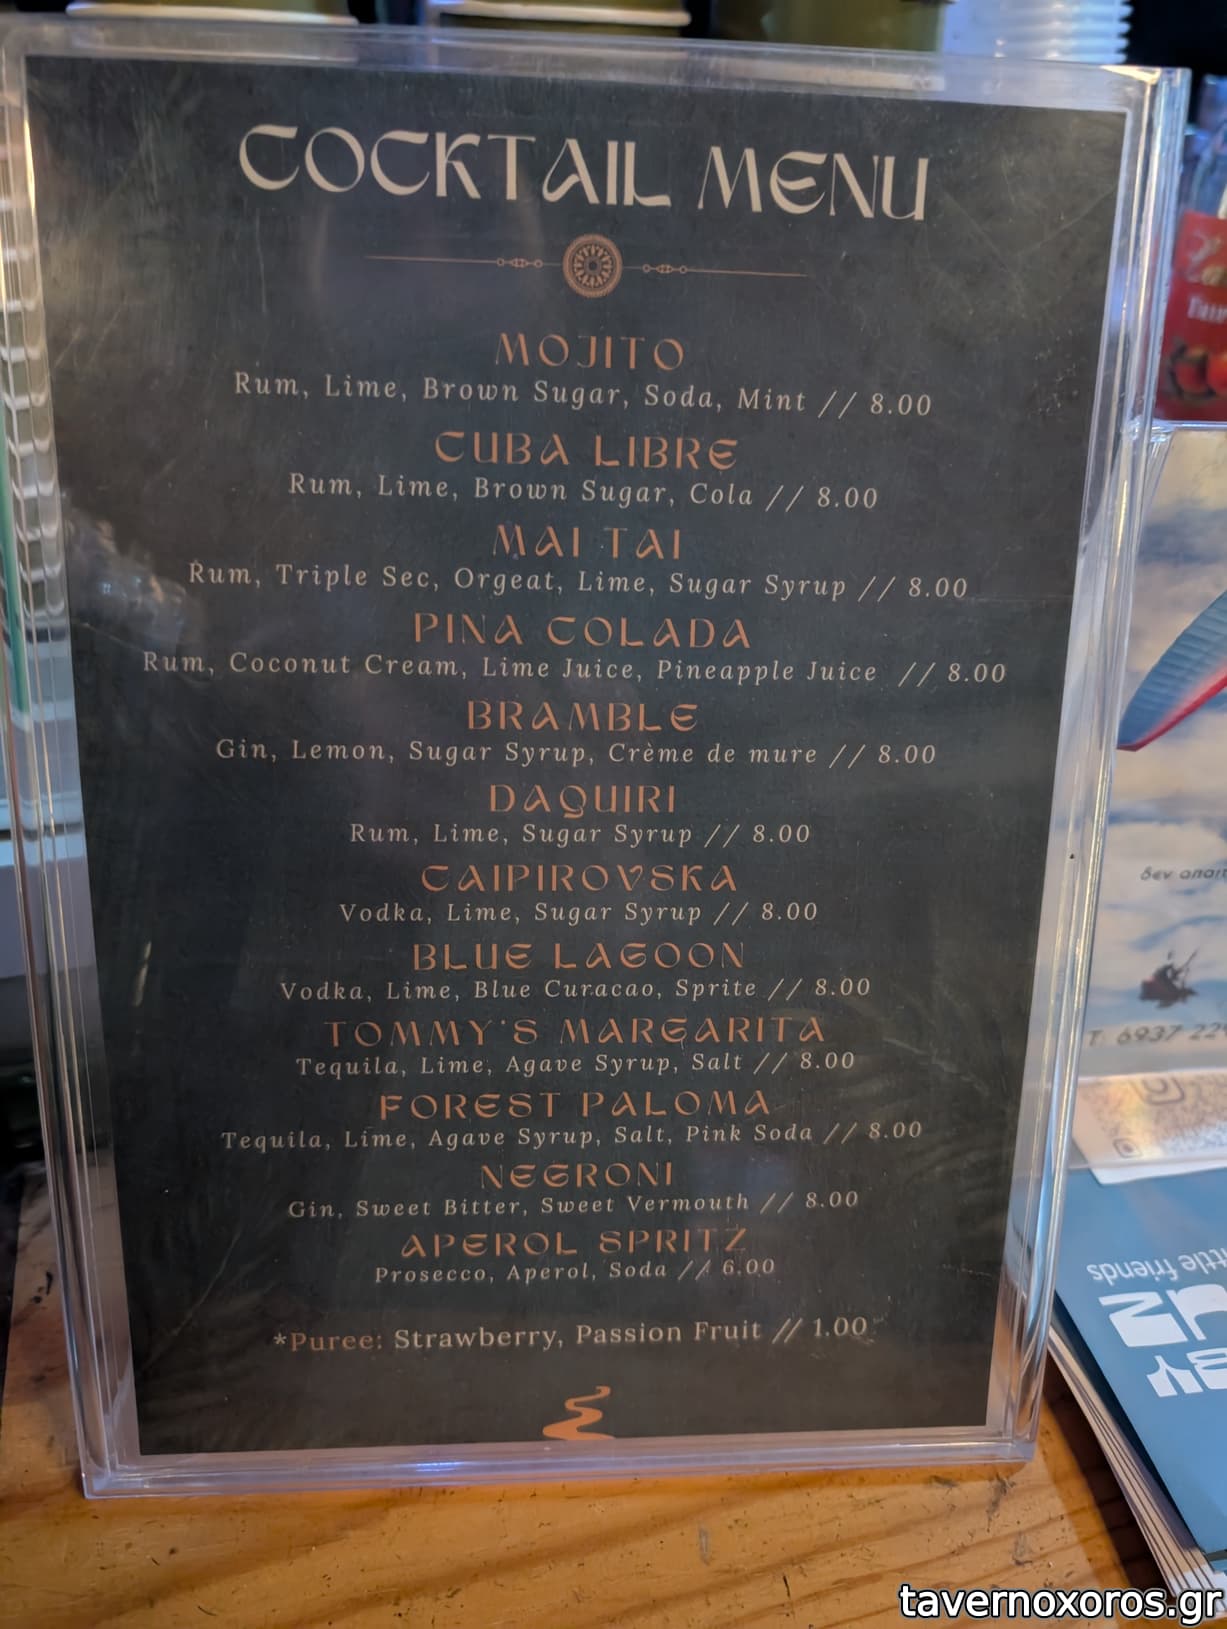 COCKTAIL MENU
MOJITO
Rum, Lime, Brown Sugar, Soda, Mint // 8.00
CUBA LIBRE
Rum, Lime, Brown Sugar, Cola // 8.00
MAI TAI
Rum, Triple Sec, Orgeat, Lime, Sugar Syrup // 8.00
PINA COLADA
Rum, Coconut Cream, Lime Juice, Pineapple Juice // 8.00
BRAMBLE
Gin, Lemon, Sugar Syrup, Crème de mure // 8.00
DAQUIRI
Rum, Lime, Sugar Syrup // 8.00
CAIPIROVSKA
Vodka, Lime, Sugar Syrup // 8.00
BLUE LAGOON
Vodka, Lime, Blue Curacao, Sprite // 8.00
TOMMY'S MARGARITA
Tequila, Lime, Agave Syrup, Salt // 8.00
FOREST PALOMA
Tequila, Lime, Agave Syrup, Salt, Pink Soda // 8.00
NEGRONI
Gin, Sweet Bitter, Sweet Vermouth // 8.00
APEROL SPRITZ
Prosecco, Aperol, Soda // 6.00
*Puree: Strawberry, Passion Fruit // 1.00
δεν
T: 6937 22
friends
tavernoxoros.gr